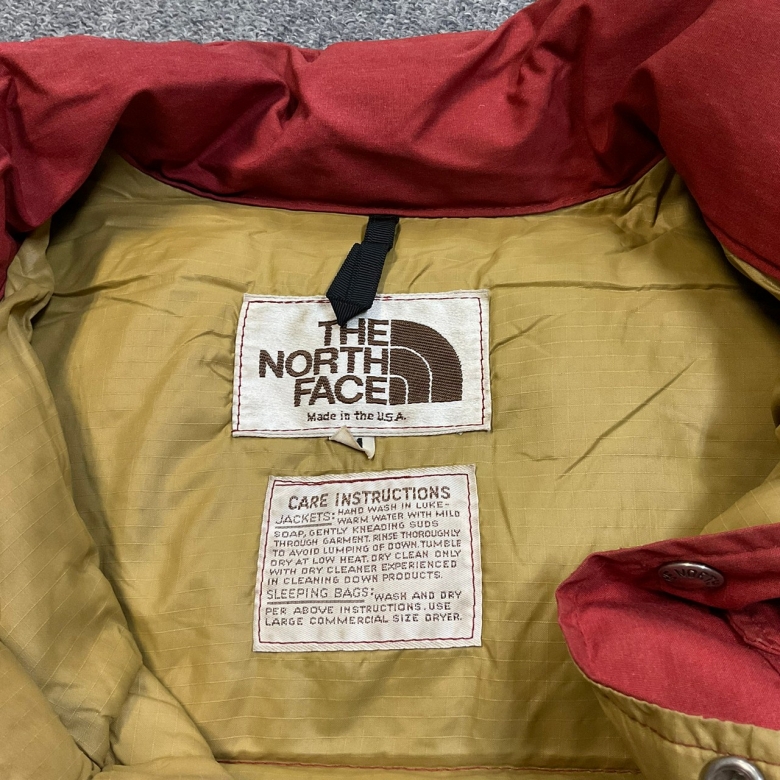 THE
NORTH
FACE
Made in the U.S.A.
CARE INSTRUCTIONS
JACKETS: HAND WASH IN LUKE-
WARM WATER WITH MILD
SOAP, GENTLY KNEADING SUDS
THROUGH GARMENT. RINSE THOROUGHLY
TO AVOID LUMPING OF DOWN. TUMBLE
DRY AT LOW HEAT. DRY CLEAN ONLY
WITH DRY CLEANER EXPERIENCED
IN CLEANING DOWN PRODUCTS.
SLEEPING BAGS: WASH AND DRY
PER ABOVE INSTRUCTIONS. USE
LARGE COMMERCIAL SIZE DRYER.